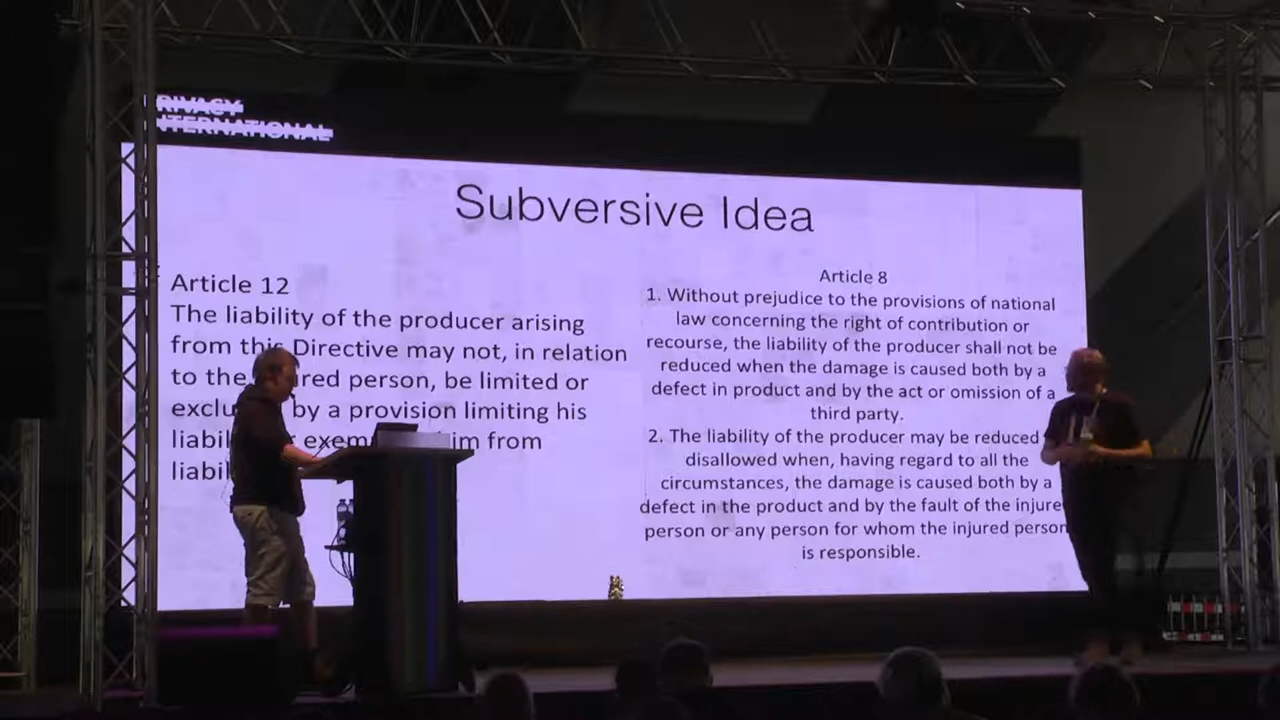 PRIVACY
INTERNATIONAL
Subversive Idea
Article 12
The liability of the producer arising
from this Directive may not, in relation
to the person, be limited or
by a provision limiting his
from
Article 8
1. Without prejudice to the provisions of national
law concerning the right of contribution or
recourse, the liability of the producer shall not be
reduced when the damage is caused both by a
defect in product and by the act or omission of a
third party.
2. The liability of the producer may be reduced
disallowed when, having regard to all the
circumstances, the damage is caused both by a
defect in the product and by the fault of the injure
person or any person for whom the injured person
is responsible.